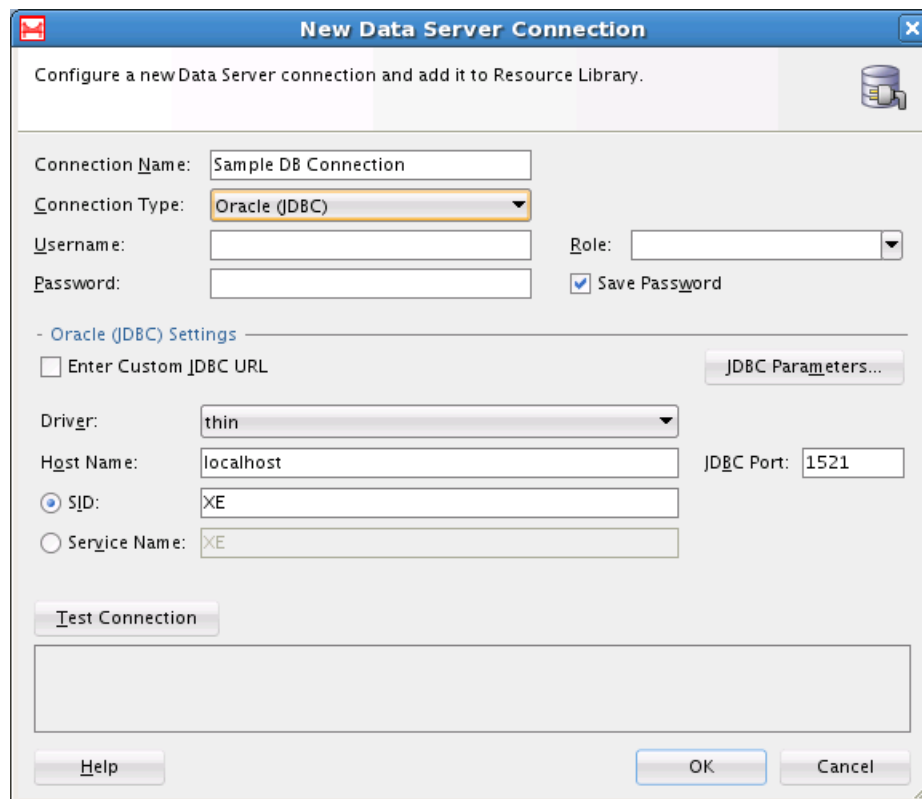 New Data Server Connection
Configure a new Data Server connection and add it to Resource Library.
Connection Name: Sample DB Connection
Connection Type: Oracle (JDBC)
Username: Role:
Password: Save Password
- Oracle (JDBC) Settings
Enter Custom JDBC URL JDBC Parameters...
Driver: thin
Host Name: localhost JDBC Port: 1521
SID: XE
Service Name: XE
Test Connection
Help OK Cancel